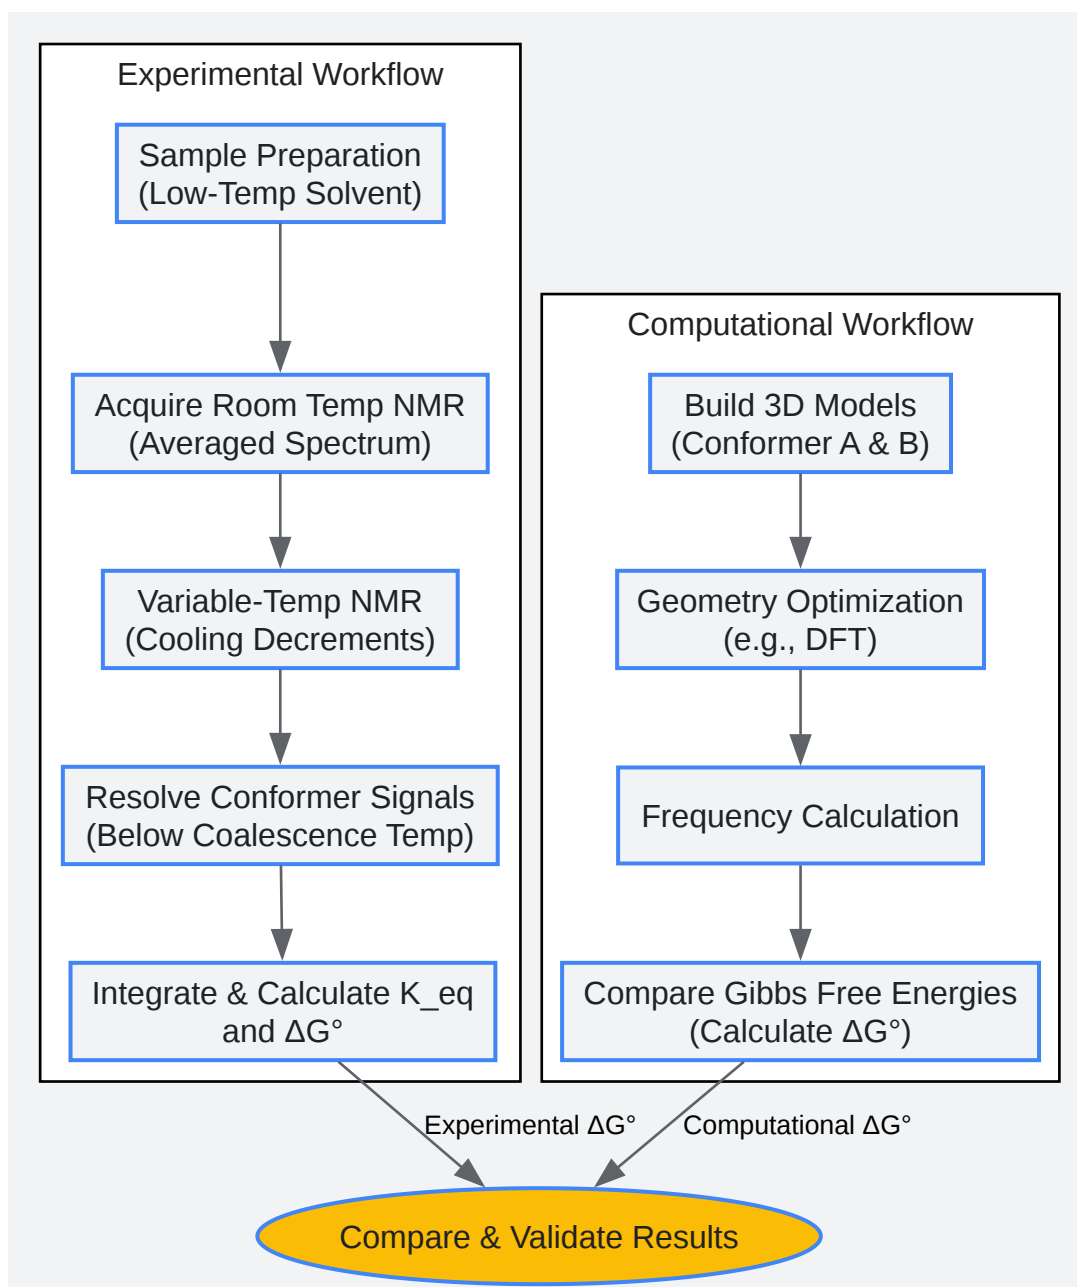 Experimental Workflow
Sample Preparation
(Low-Temp Solvent)
Acquire Room Temp NMR
(Averaged Spectrum)
Variable-Temp NMR
(Cooling Decrements)
Resolve Conformer Signals
(Below Coalescence Temp)
Integrate & Calculate K_eq
and ΔG°
Computational Workflow
Build 3D Models
(Conformer A & B)
Geometry Optimization
(e.g., DFT)
Frequency Calculation
Compare Gibbs Free Energies
(Calculate ΔG°)
Experimental ΔG°
Computational ΔG°
Compare & Validate Results